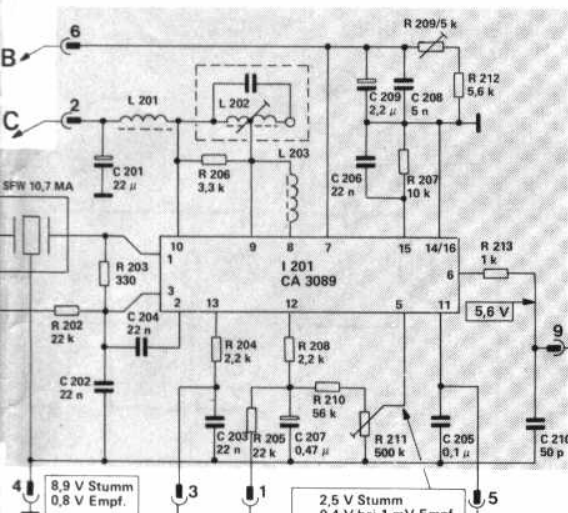 6
R 209/5 k
B
R 212
5,6 k
2
L 201
L 202
C 209
2,2 µ
C 208
5 n
C
C 201
22 µ
R 206
3,3 k
L 203
C 206
22 n
R 207
10 k
SFW 10,7 MA
10
9
8
7
15
14/16
1
I 201
CA 3089
R 203
330
R 213
1 k
6
3
2
13
12
5
11
5,6 V
R 202
22 k
C 204
22 n
R 204
2,2 k
R 208
2,2 k
9
C 202
22 n
R 210
56 k
C 203
22 n
R 205
22 k
C 207
0,47 µ
R 211
500 k
C 205
0,1 µ
C 210
50 p
4
8,9 V Stumm
0,8 V Empf.
3
1
2,5 V Stumm
5